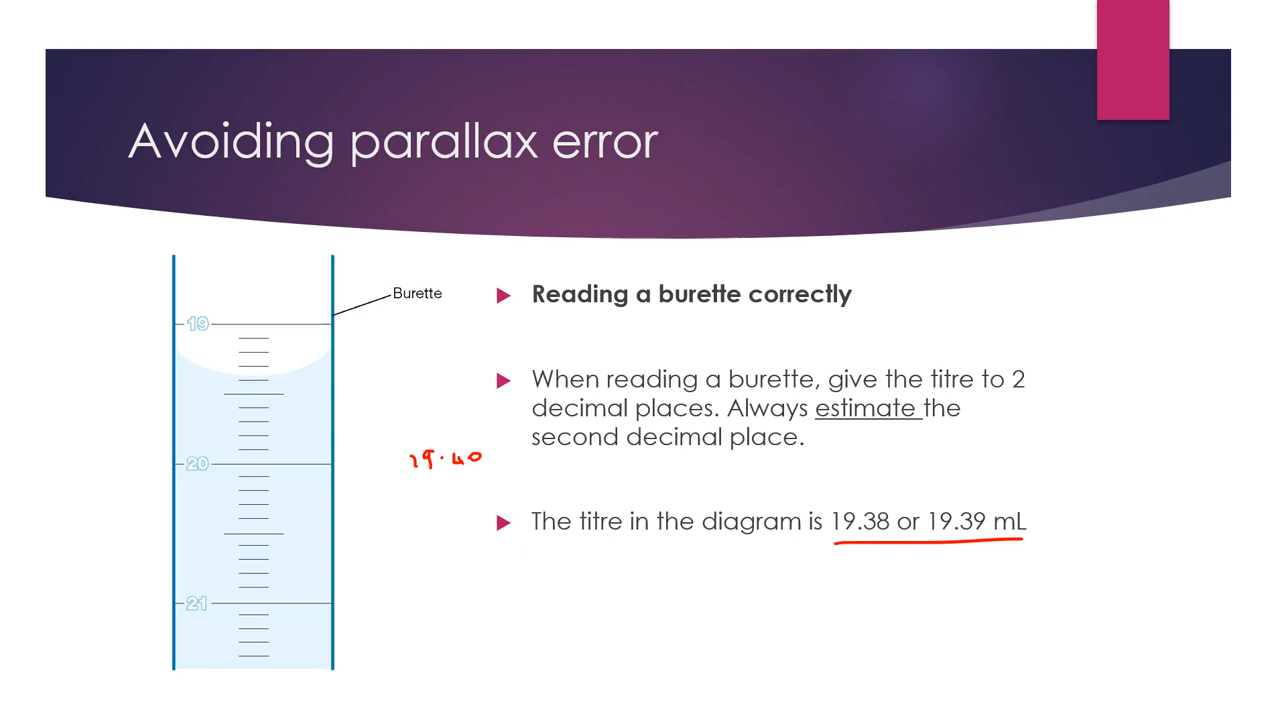 Avoiding parallax error
19
20
21
Burette
Reading a burette correctly
When reading a burette, give the titre to 2
decimal places. Always estimate the
second decimal place.
19.40
The titre in the diagram is 19.38 or 19.39 mL